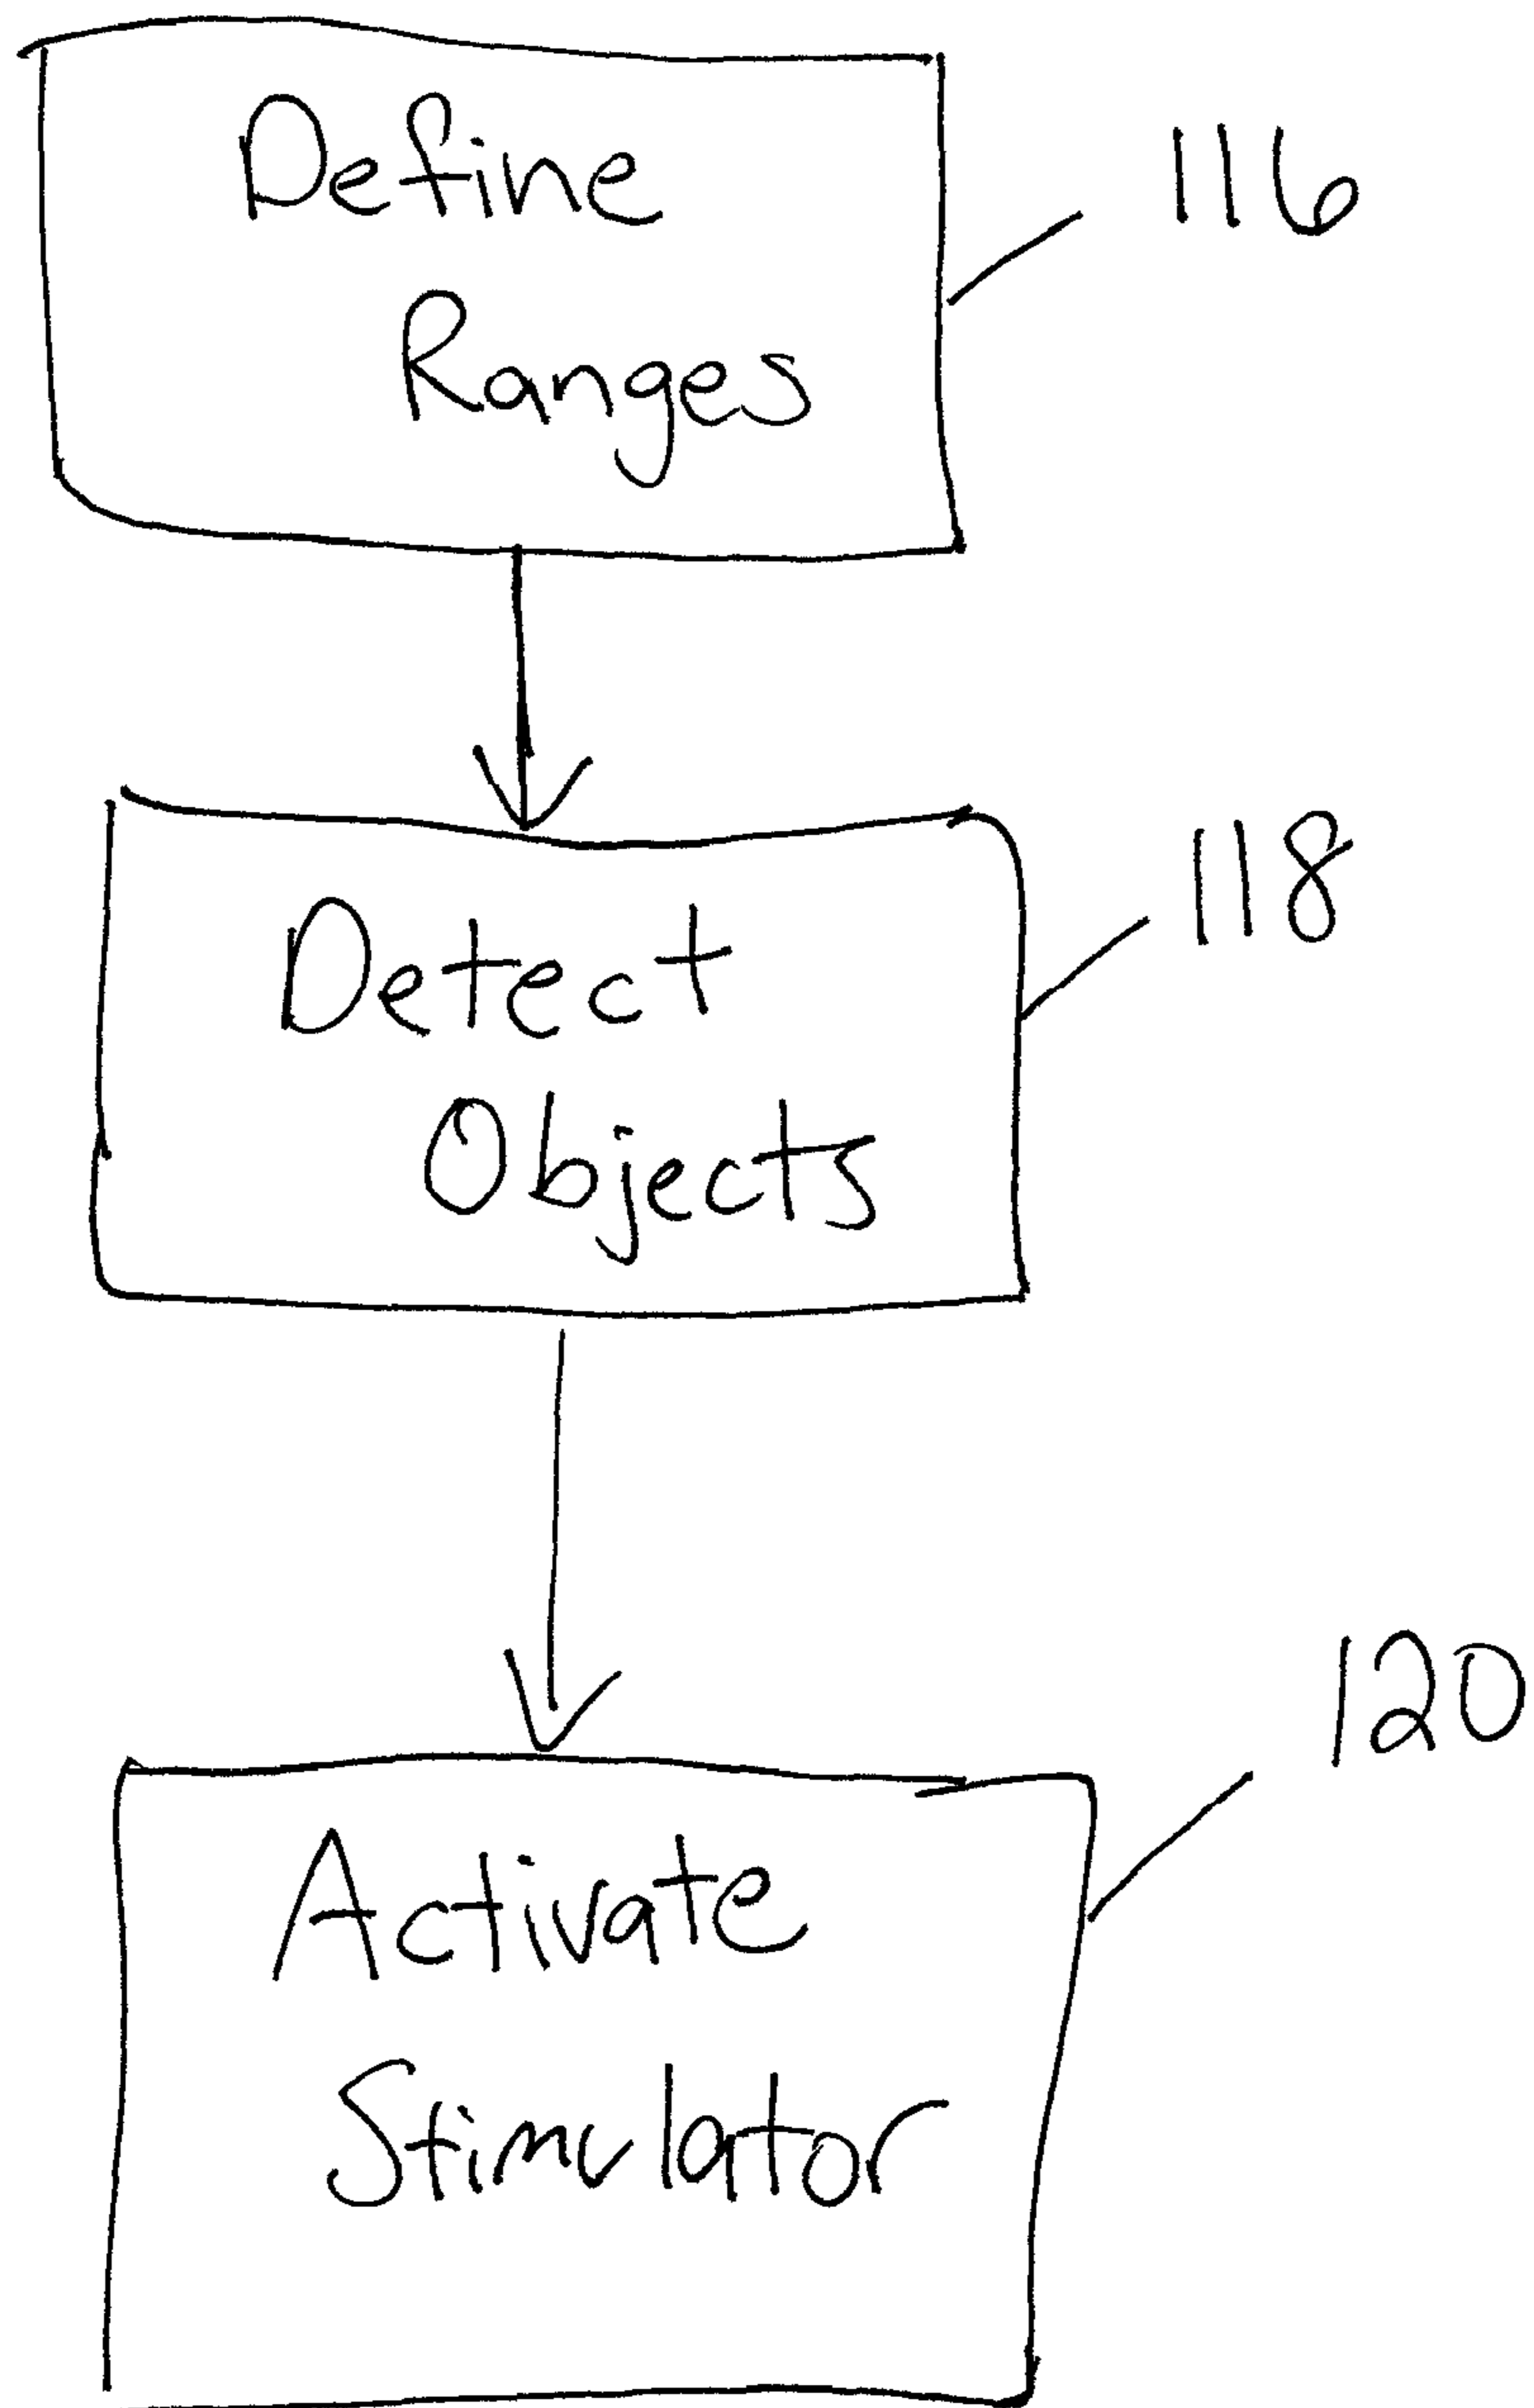 Define
Ranges
116
Detect
Objects
118
120
Activate
Stimulator